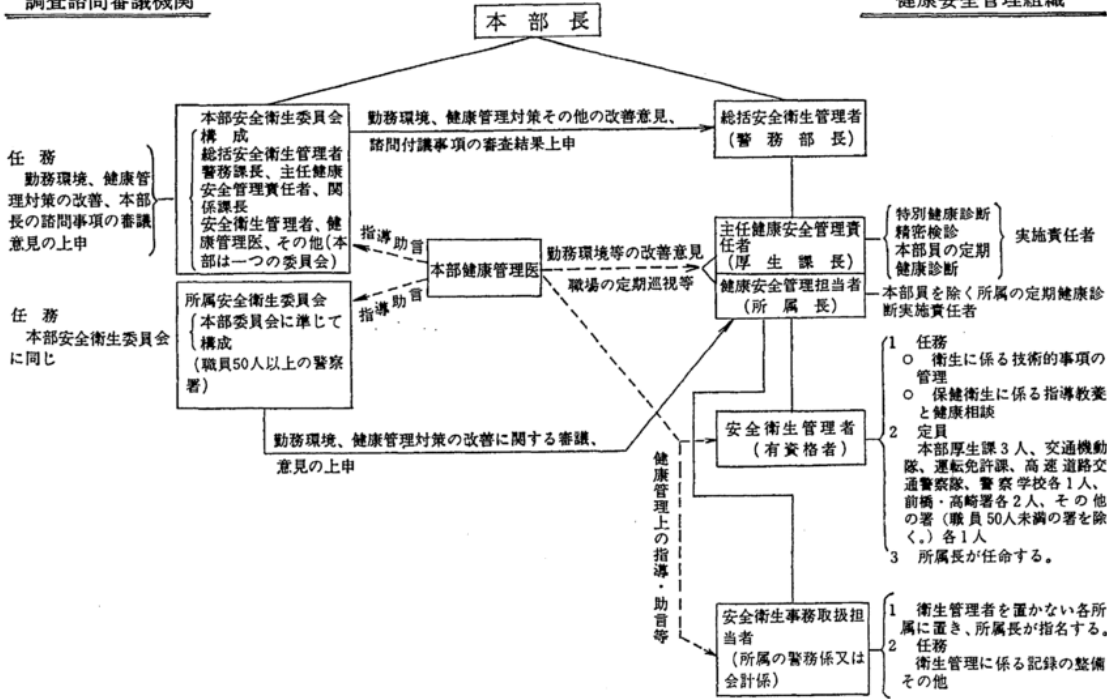 調査諮問審議機関
健康安全管理組織
本部長
任務
勤務環境、健康管
理対策の改善、本部
長の諮問事項の審議
意見の上申
本部安全衛生委員会
構成
総括安全衛生管理者
警務課長、主任健康
安全管理責任者、関
係課長
安全衛生管理者、健
康管理医、その他(本
部は一つの委員会)
勤務環境、健康管理対策その他の改善意見、
諮問付議事項の審査結果上申
総括安全衛生管理者
(警務部長)
任務
本部安全衛生委員会
に同じ
所属安全衛生委員会
本部委員会に準じて
構成
(職員50人以上の警察
署)
指導助言
指導助言
本部健康管理医
勤務環境等の改善意見
職場の定期巡視等
主任健康安全管理責
任者
(厚生課長)
健康安全管理担当者
(所属長)
特別健康診断
精密検診
本部員の定期
健康診断
実施責任者
本部員を除く所属の定期健康診
断実施責任者
勤務環境、健康管理対策の改善に関する審議、
意見の上申
健康管理上の指導・助言等
安全衛生管理者
(有資格者)
1 任務
○ 衛生に係る技術的事項の
管理
○ 保健衛生に係る指導教養
と健康相談
2 定員
本部厚生課3人、交通機動
隊、運転免許課、高速道路交
通警察隊、警察学校各1人、
前橋・高崎署各2人、その他
の署(職員50人未満の署を除
く。)各1人
3 所属長が任命する。
安全衛生事務取扱担
当者
(所属の警務係又は
会計係)
1 衛生管理者を置かない各所
属に置き、所属長が指名する。
2 任務
衛生管理に係る記録の整備
その他